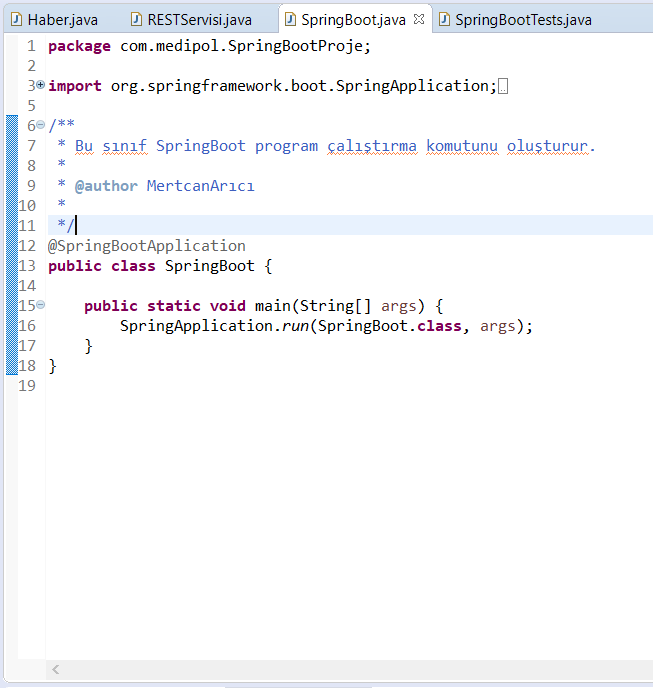 Haber.java RESTServisi.java SpringBoot.java SpringBootTests.java
1 package com.medipol.SpringBootProje;
2
3 import org.springframework.boot.SpringApplication;
5
6 /**
7 * Bu sınıf SpringBoot program çalıştırma komutunu oluşturur.
8 *
9 * @author MertcanArıcı
10 *
11 */
12 @SpringBootApplication
13 public class SpringBoot {
14
15 public static void main(String[] args) {
16 SpringApplication.run(SpringBoot.class, args);
17 }
18 }
19